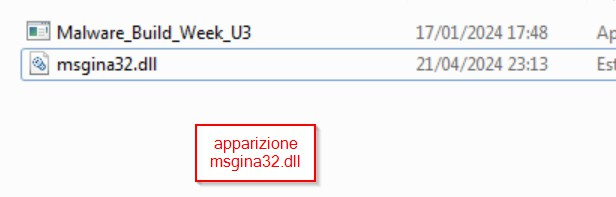 Malware_Build_Week_U3 17/01/2024 17:48 Ap
msgina32.dll 21/04/2024 23:13 Est
apparizione
msgina32.dll